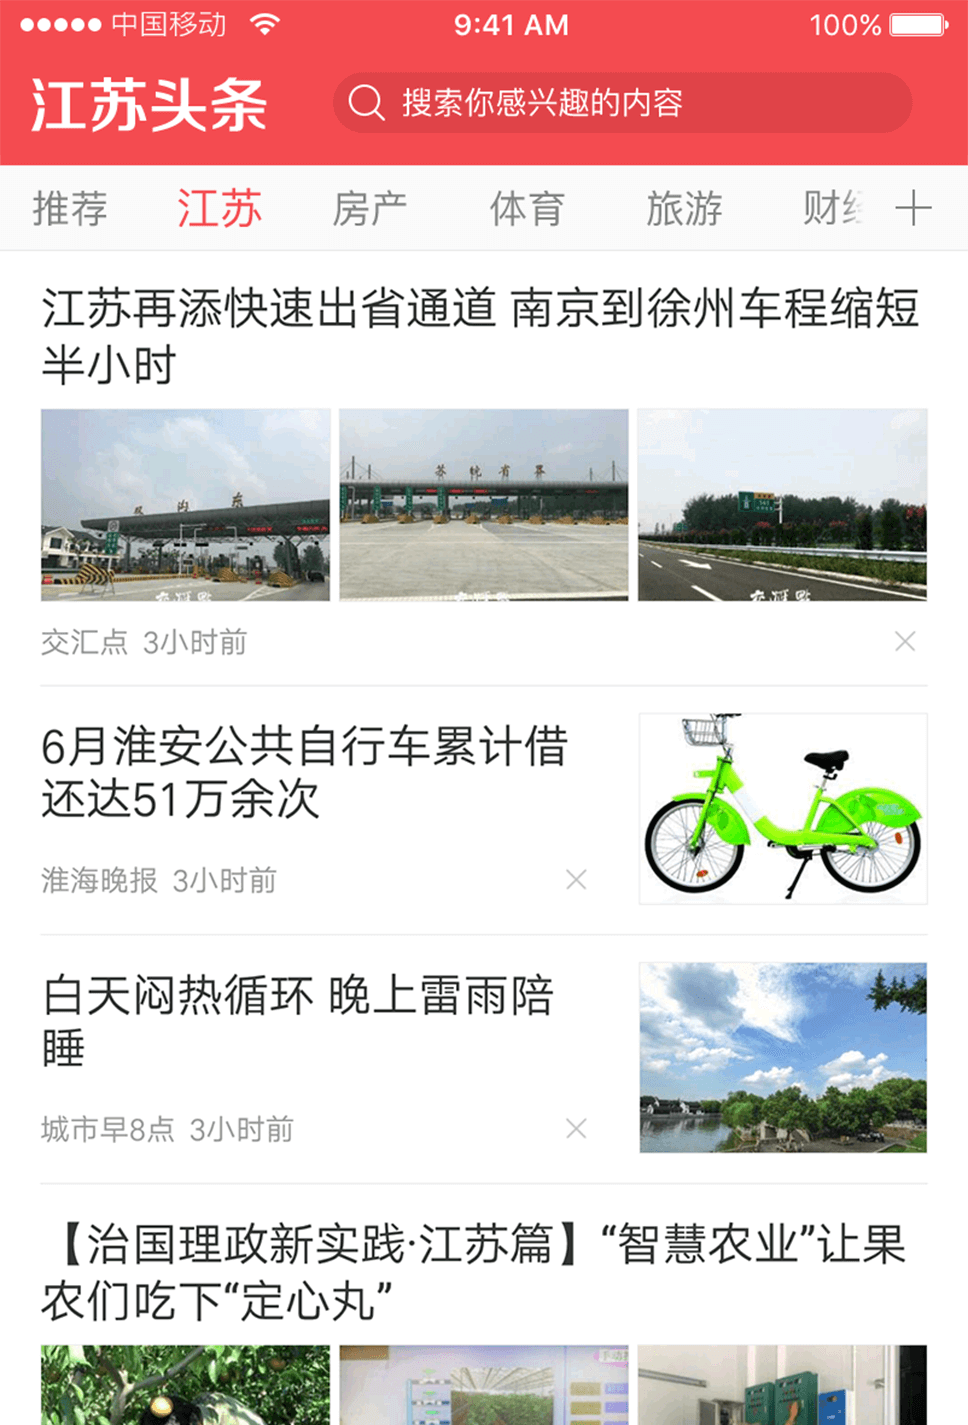 中国移动 9:41 AM 100%
江苏头条 搜索你感兴趣的内容
推荐 江苏 房产 体育 旅游 财经
江苏再添快速出省通道 南京到徐州车程缩短
半小时
苏皖省界
交汇点 3小时前
6月淮安公共自行车累计借
还达51万余次
淮海晚报 3小时前
白天闷热循环 晚上雷雨陪
睡
城市早8点 3小时前
【治国理政新实践·江苏篇】“智慧农业”让果
农们吃下“定心丸”